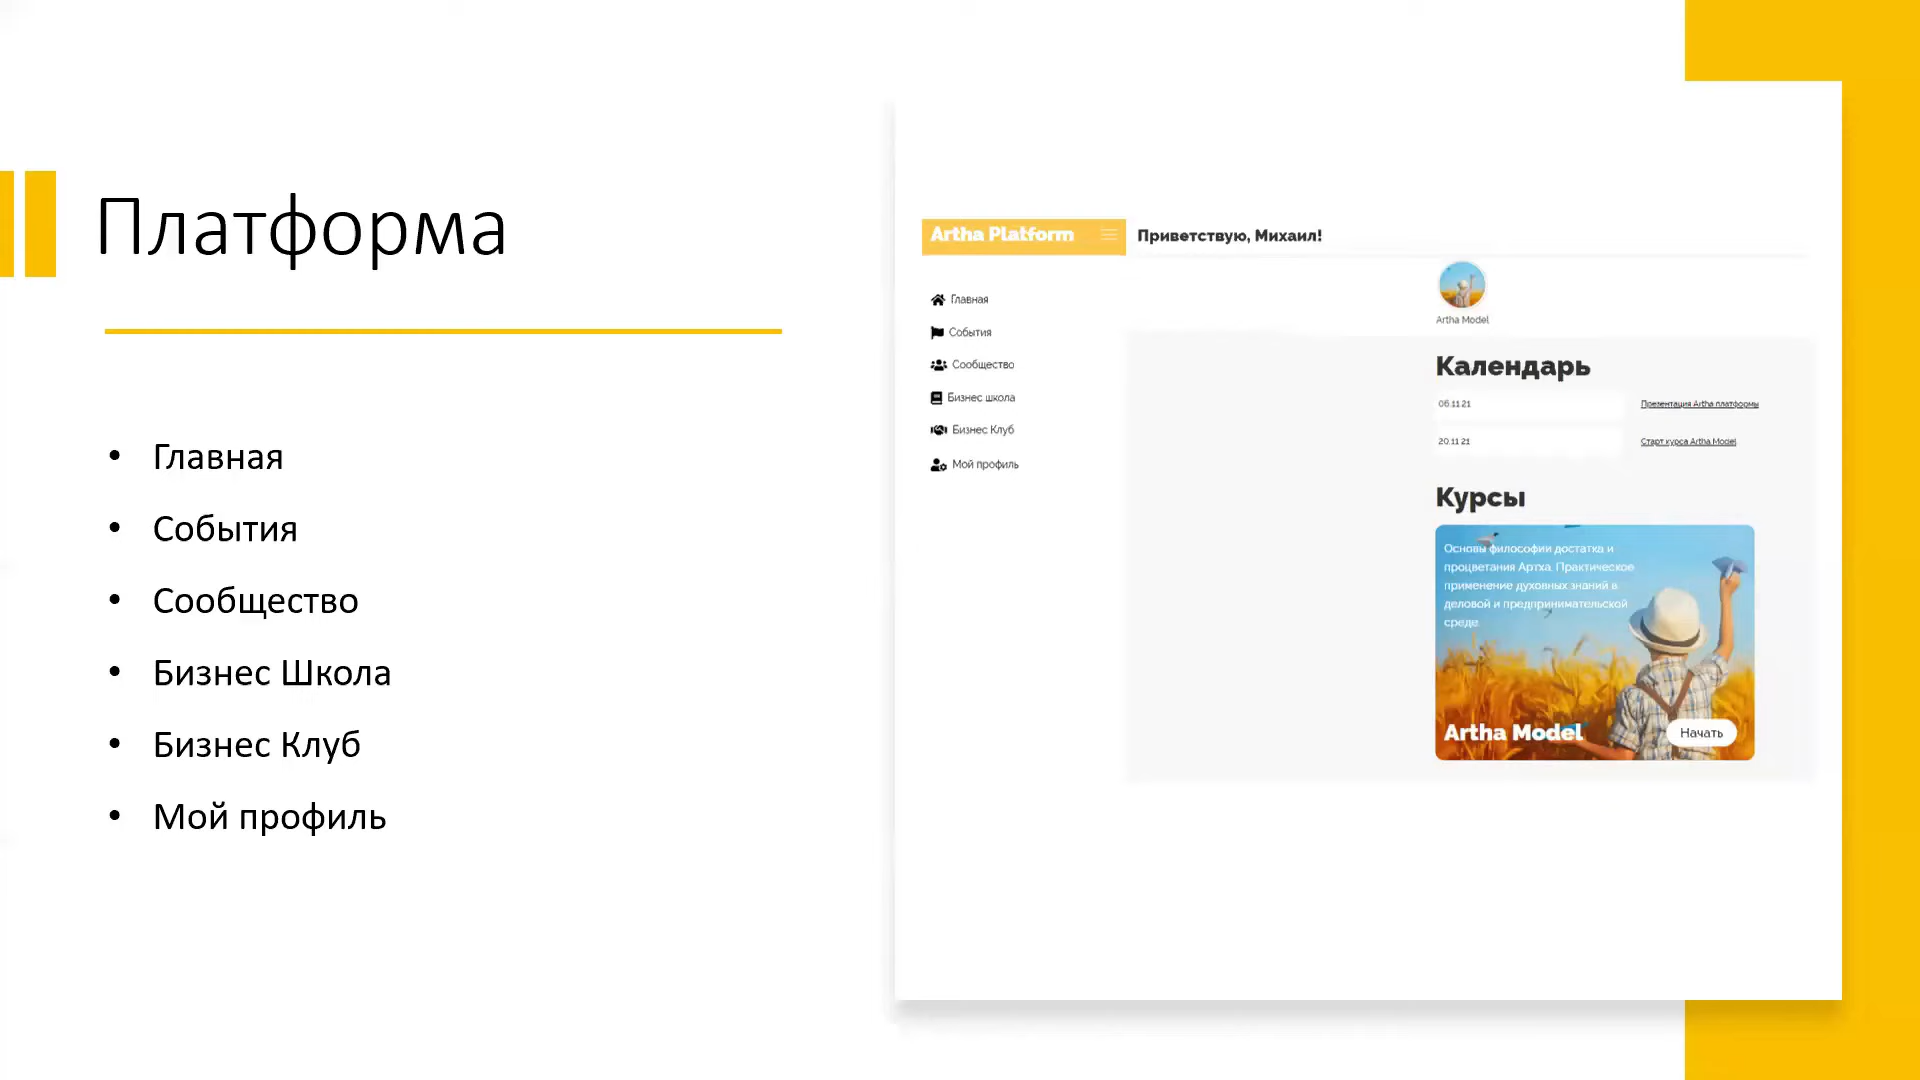 Платформа
• Главная
• События
• Сообщество
• Бизнес Школа
• Бизнес Клуб
• Мой профиль
Artha Platform
Приветствую, Михаил!
Главная
События
Сообщество
Бизнес школа
Бизнес Клуб
Мой профиль
Artha Model
Календарь
06.11.21 Презентация Artha платформы
20.11.21 Старт курса Artha Model
Курсы
Основы философии достатка и
процветания Артха. Практическое
применение духовных знаний в
деловой и предпринимательской
среде.
Artha Model
Начать